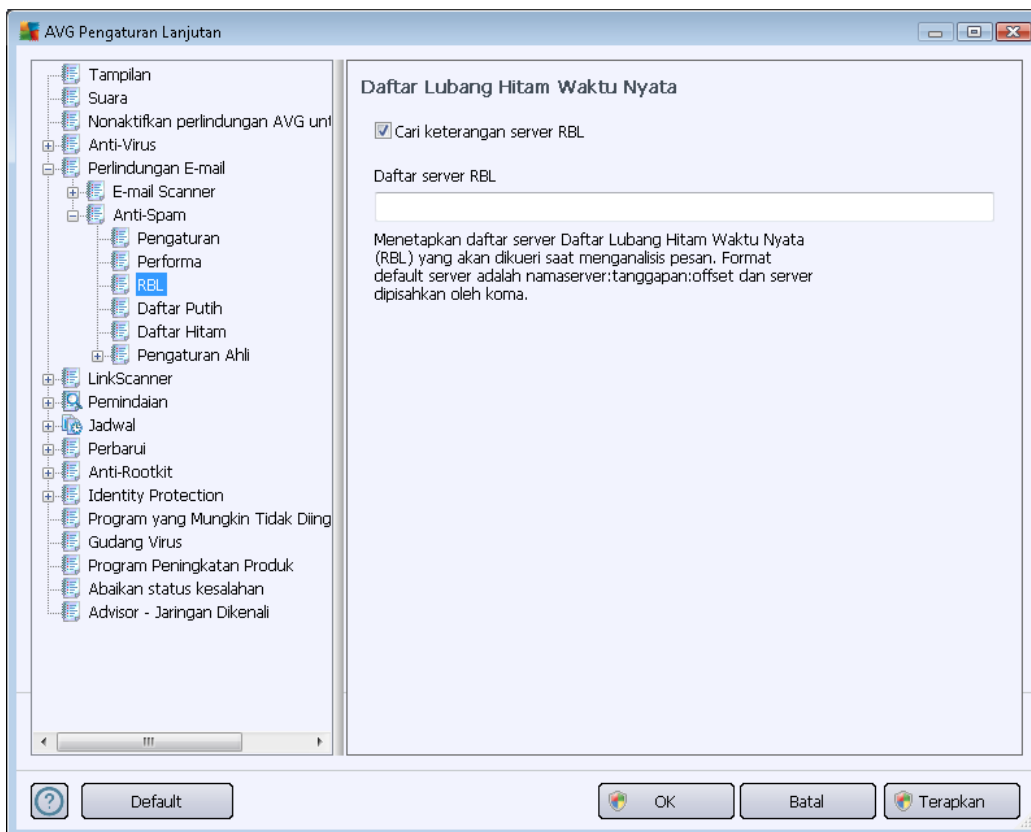 AVG Pengaturan Lanjutan
Tampilan
Suara
Nonaktifkan perlindungan AVG unt
Anti-Virus
Perlindungan E-mail
E-mail Scanner
Anti-Spam
Pengaturan
Performa
RBL
Daftar Putih
Daftar Hitam
Pengaturan Ahli
LinkScanner
Pemindaian
Jadwal
Perbarui
Anti-Rootkit
Identity Protection
Program yang Mungkin Tidak Diing
Gudang Virus
Program Peningkatan Produk
Abaikan status kesalahan
Advisor - Jaringan Dikenali
Daftar Lubang Hitam Waktu Nyata
Cari keterangan server RBL
Daftar server RBL
Menetapkan daftar server Daftar Lubang Hitam Waktu Nyata
(RBL) yang akan dikueri saat menganalisis pesan. Format
default server adalah namaserver:tanggapan:offset dan server
dipisahkan oleh koma.
Default
OK
Batal
Terapkan